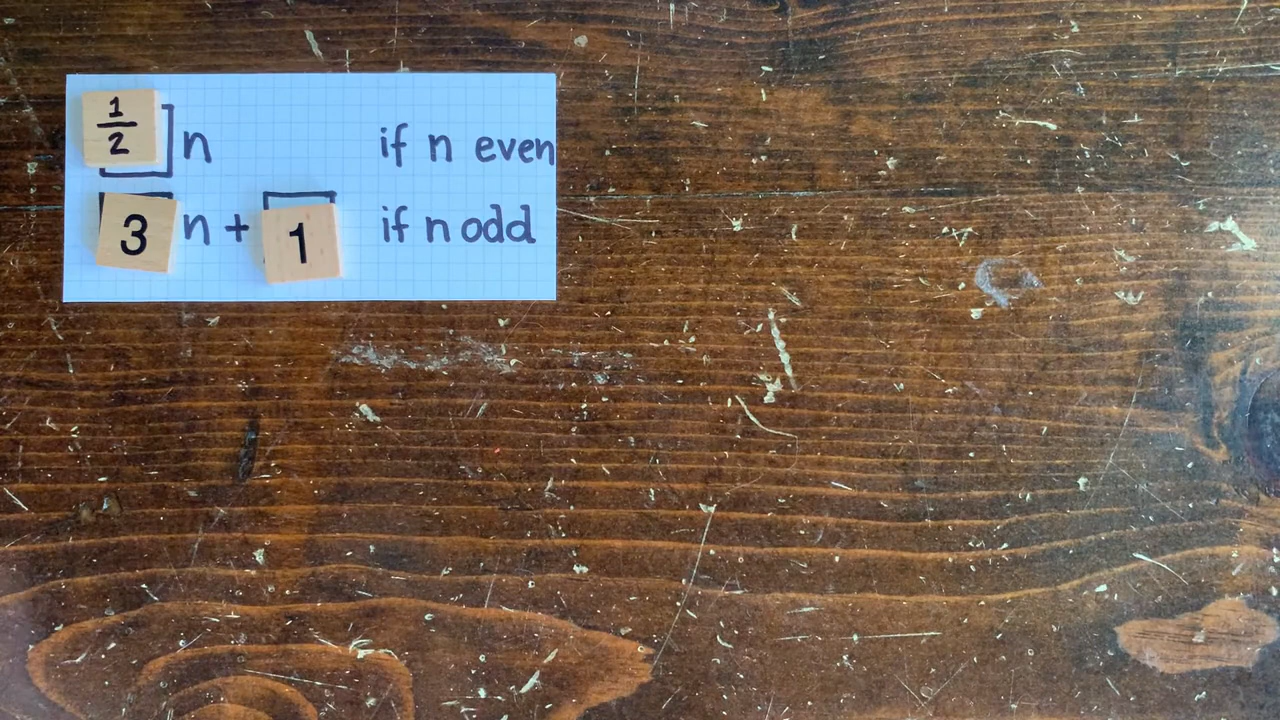 1/2 n if n even
3 n + 1 if n odd